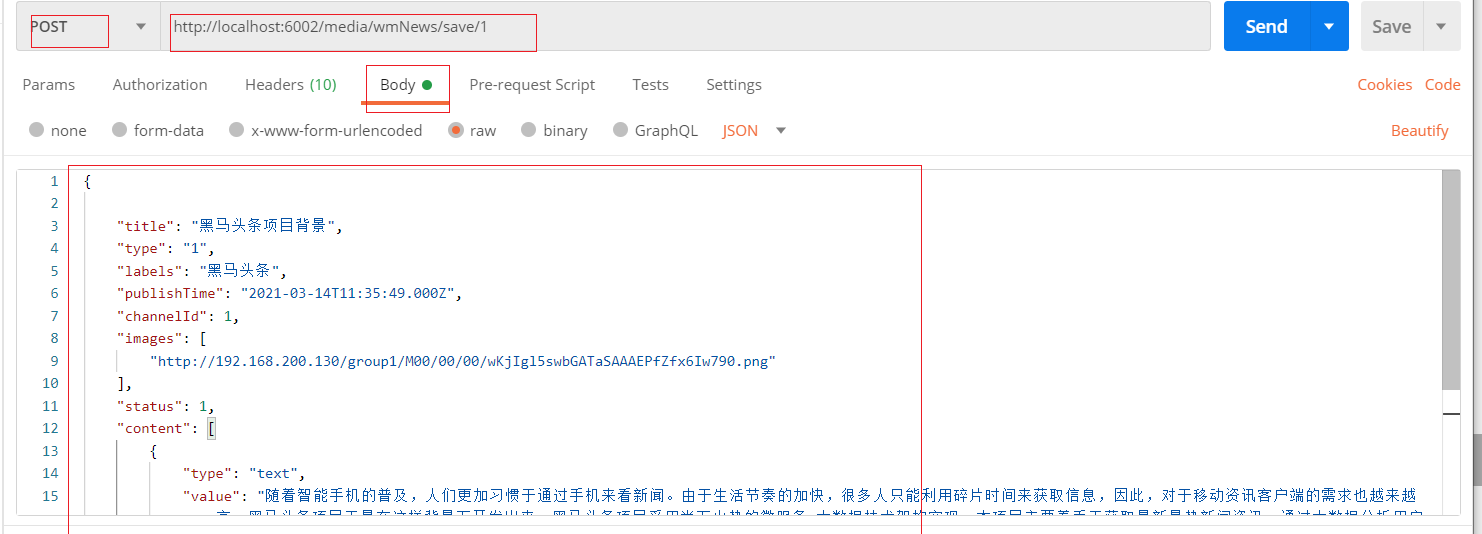 POST http://localhost:6002/media/wmNews/save/1 Send Save
Params Authorization Headers (10) Body Pre-request Script Tests Settings Cookies Code
none form-data x-www-form-urlencoded raw binary GraphQL JSON Beautify
1 {
2
3 "title": "黑马头条项目背景",
4 "type": "1",
5 "labels": "黑马头条",
6 "publishTime": "2021-03-14T11:35:49.000Z",
7 "channelId": 1,
8 "images": [
9 "http://192.168.200.130/group1/M00/00/00/wKjIgl5swbGATaSAAAEPfZfx6Iw790.png"
10 ],
11 "status": 1,
12 "content": [
13 {
14 "type": "text",
15 "value": "随着智能手机的普及，人们更加习惯于通过手机来看新闻。由于生活节奏的加快，很多人只能利用碎片时间来获取信息，因此，对于移动资讯客户端的需求也越来越